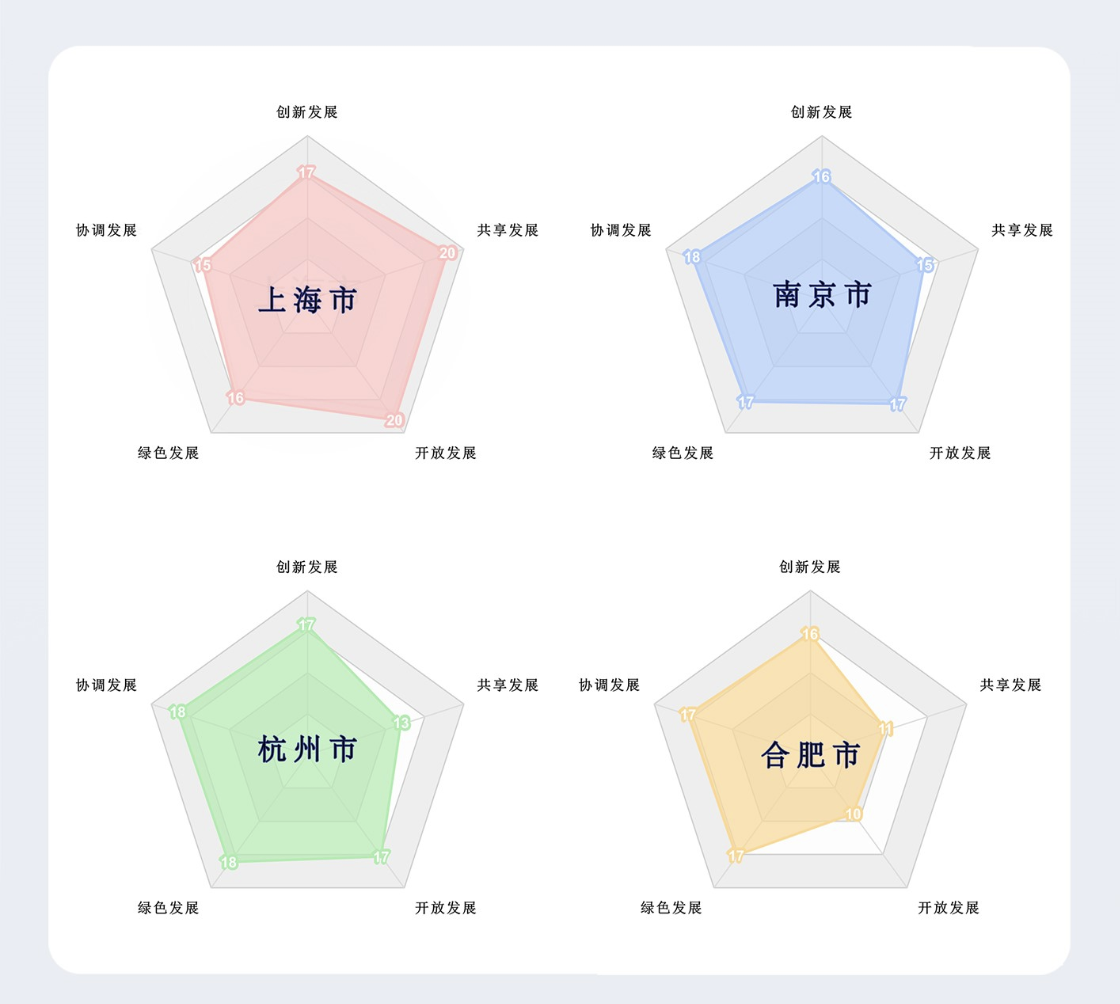 创新发展
17
协调发展
共享发展
20
15
上海市
16
20
绿色发展
开放发展
创新发展
16
协调发展
共享发展
18
15
南京市
17
17
绿色发展
开放发展
创新发展
17
协调发展
共享发展
18
13
杭州市
18
17
绿色发展
开放发展
创新发展
16
协调发展
共享发展
17
11
合肥市
10
17
绿色发展
开放发展